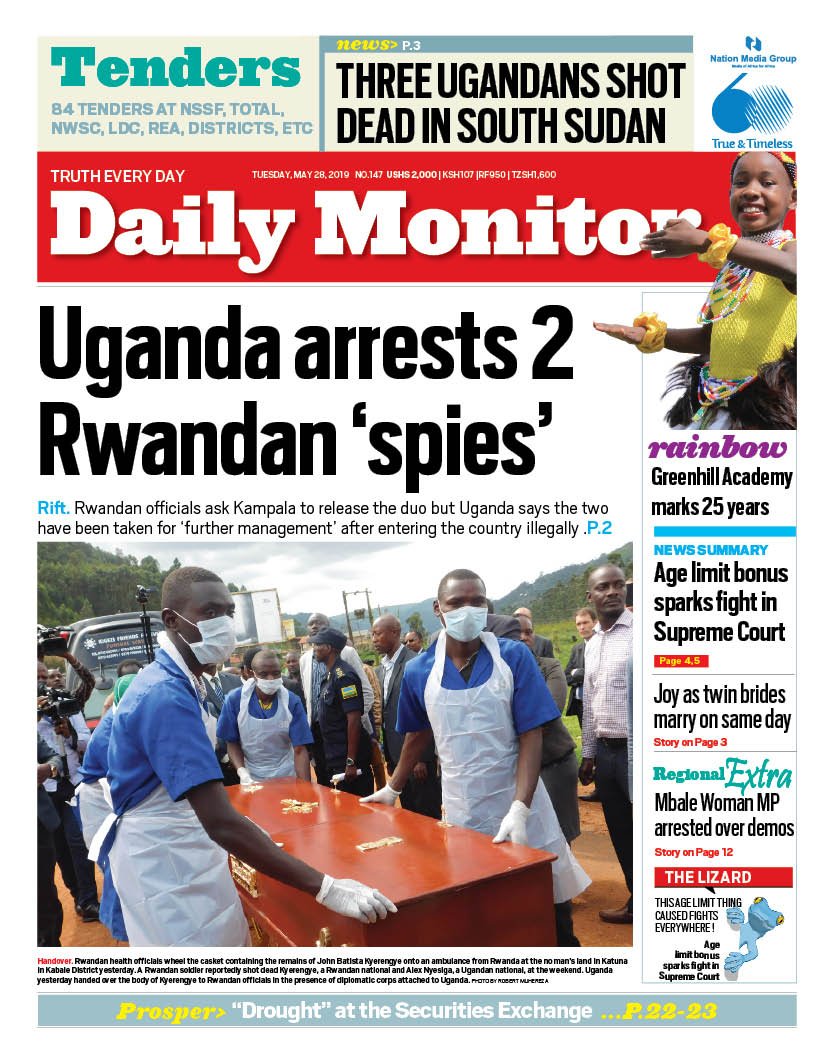 Tenders
84 TENDERS AT NSSF, TOTAL,
NWSC, LDC, REA, DISTRICTS, ETC
news> P.3
THREE UGANDANS SHOT
DEAD IN SOUTH SUDAN
Nation Media Group
Media of Africa for Africa
60
True & Timeless
TRUTH EVERY DAY
TUESDAY, MAY 28, 2019 NO.147 USHS 2,000 | KSH107 |RF950 | TZSH1,600
Daily Monitor
Uganda arrests 2
Rwandan ‘spies’
Rift. Rwandan officials ask Kampala to release the duo but Uganda says the two
have been taken for ‘further management’ after entering the country illegally .P.2
Handover. Rwandan health officials wheel the casket containing the remains of John Batista Kyerengye onto an ambulance from Rwanda at the no man's land in Katuna
in Kabale District yesterday. A Rwandan soldier reportedly shot dead Kyerengye, a Rwandan national and Alex Nyesiga, a Ugandan national, at the weekend. Uganda
yesterday handed over the body of Kyerengye to Rwandan officials in the presence of diplomatic corps attached to Uganda. PHOTO BY ROBERT MUHEREZA
rainbow
Greenhill Academy
marks 25 years
NEWS SUMMARY
Age limit bonus
sparks fight in
Supreme Court
Page 4,5
Joy as twin brides
marry on same day
Story on Page 3
Regional Extra
Mbale Woman MP
arrested over demos
Story on Page 12
THE LIZARD
THIS AGE LIMIT THING
CAUSED FIGHTS
EVERYWHERE !
Age
limit bonus
sparks fight in
Supreme Court
Prosper> “Drought” at the Securities Exchange ...P.22-23